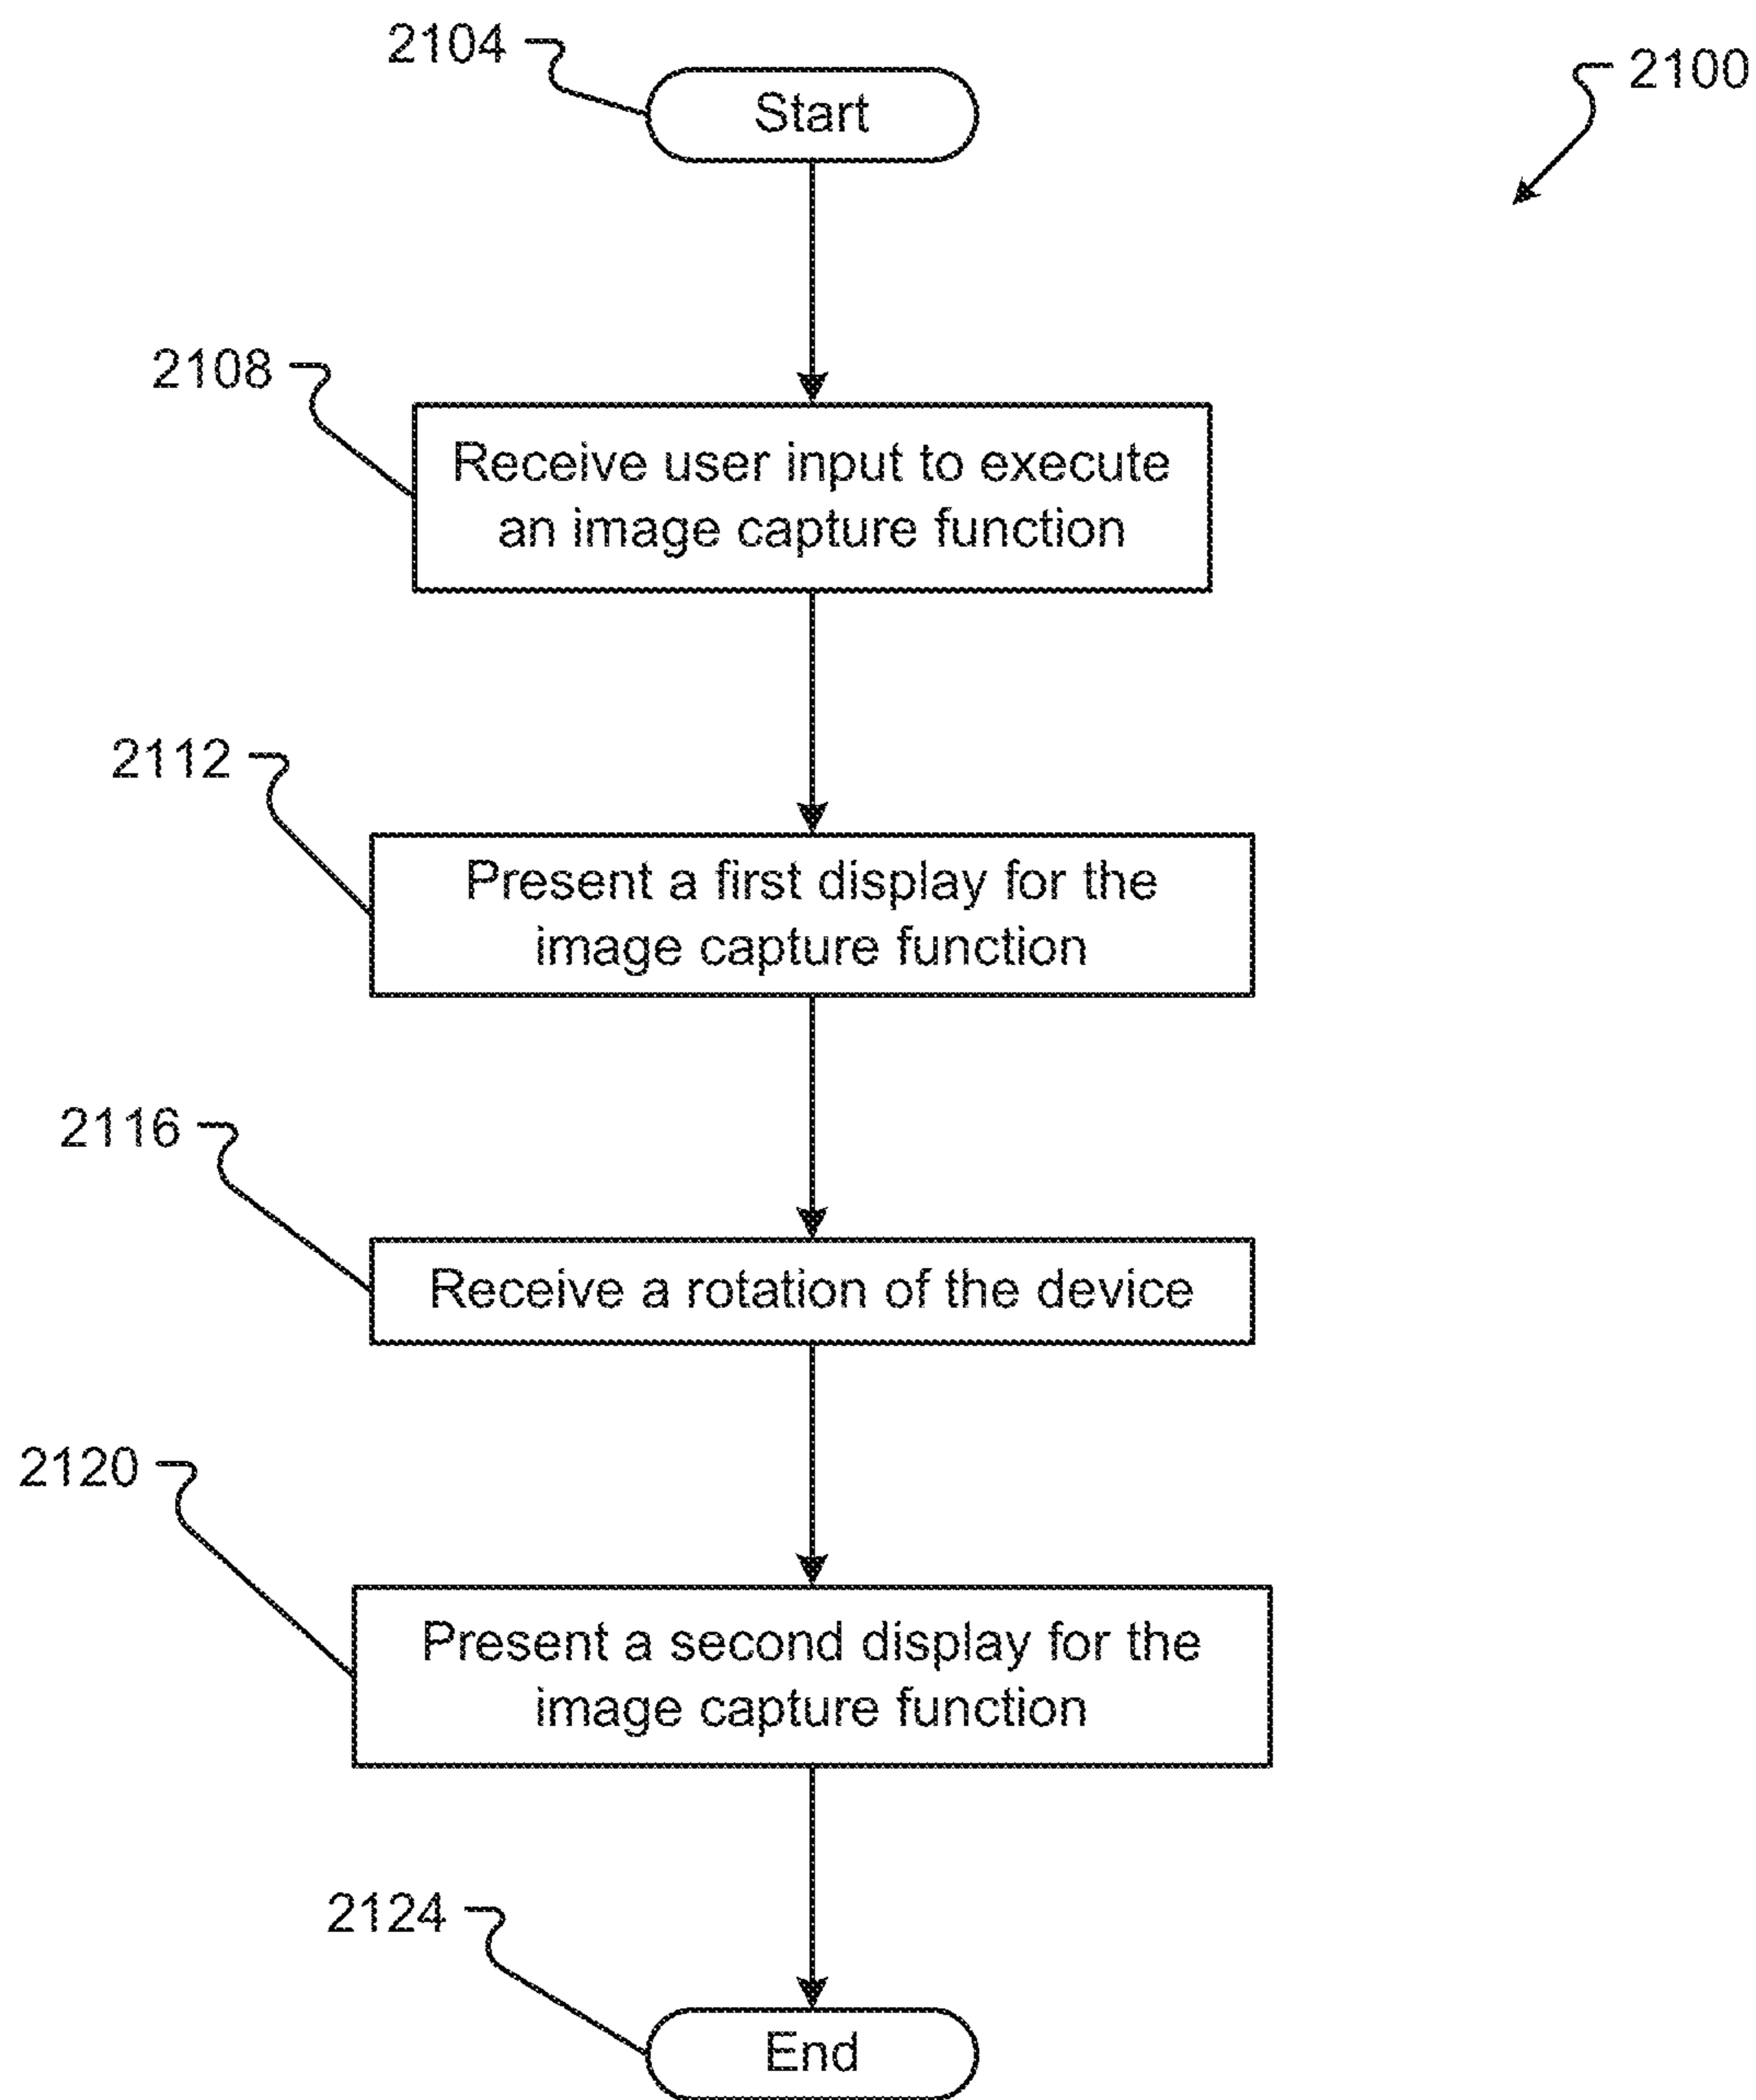 2104
Start
2100
2108
Receive user input to execute
an image capture function
2112
Present a first display for the
image capture function
2116
Receive a rotation of the device
2120
Present a second display for the
image capture function
2124
End